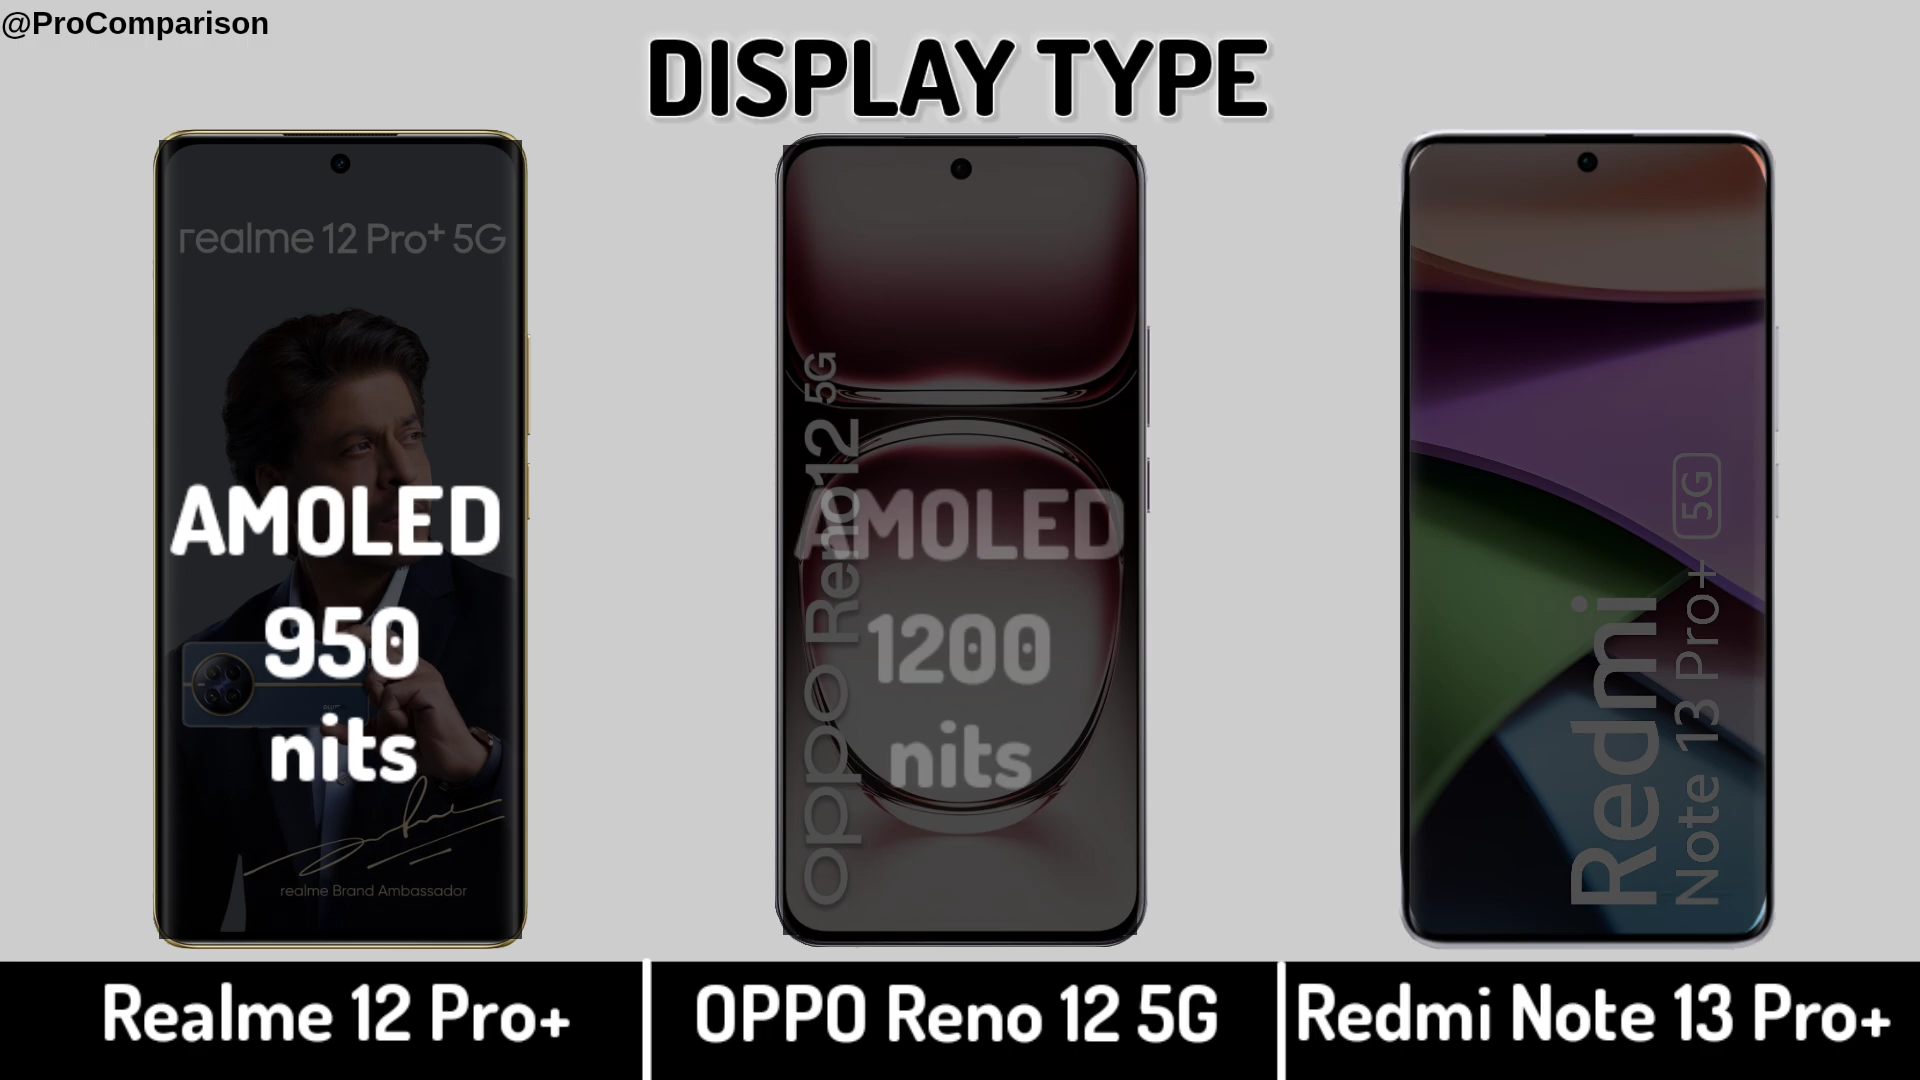 @ProComparison
DISPLAY TYPE
realme 12 Pro+ 5G
AMOLED
950
nits
realme Brand Ambassador
oppo Reno12 5G
AMOLED
1200
nits
Redmi
Note 13 Pro+ 5G
Realme 12 Pro+
OPPO Reno 12 5G
Redmi Note 13 Pro+